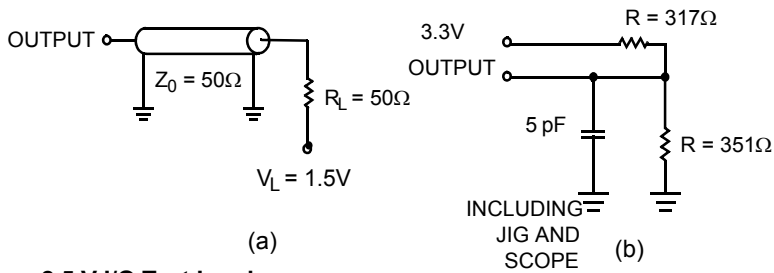 OUTPUT
Z0 = 50Ω
RL = 50Ω
VL = 1.5V
(a)
3.3V
R = 317Ω
OUTPUT
5 pF
R = 351Ω
INCLUDING
JIG AND
SCOPE
(b)